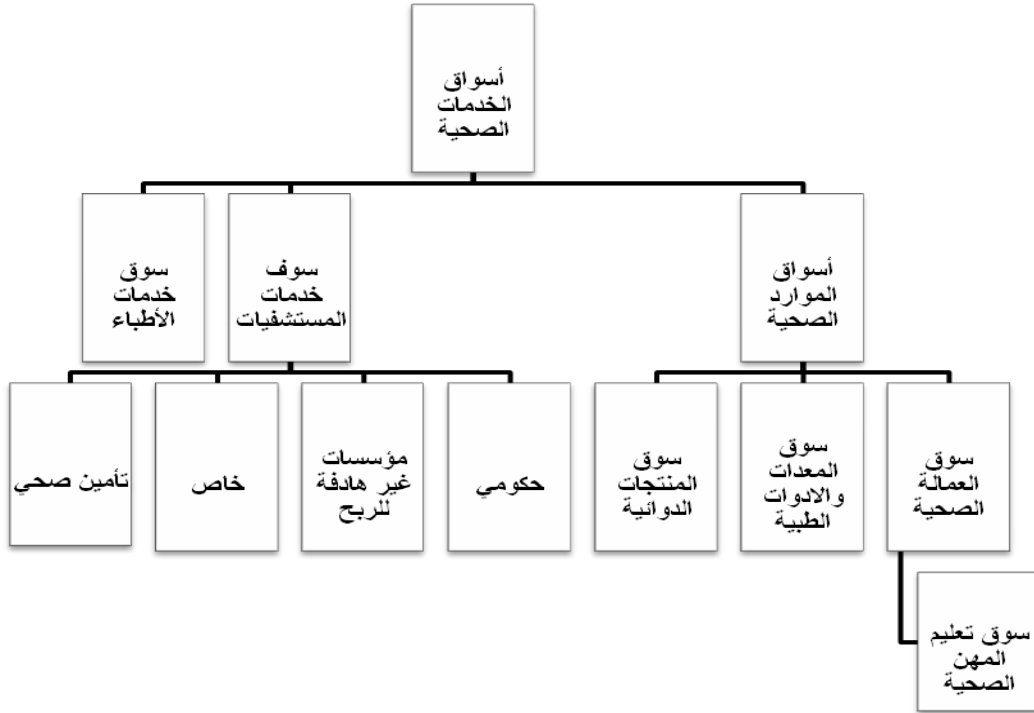 أسواق
الخدمات
الصحية
أسواق
الموارد
الصحية
سوف
خدمات
المستشفيات
سوق
خدمات
الأطباء
سوق
العمالة
الصحية
سوق
المعدات
والادوات
الطبية
سوق
المنتجات
الدوائية
حكومي
مؤسسات
غير هادفة
للربح
خاص
تأمين صحي
سوق تعليم
المهن
الصحية